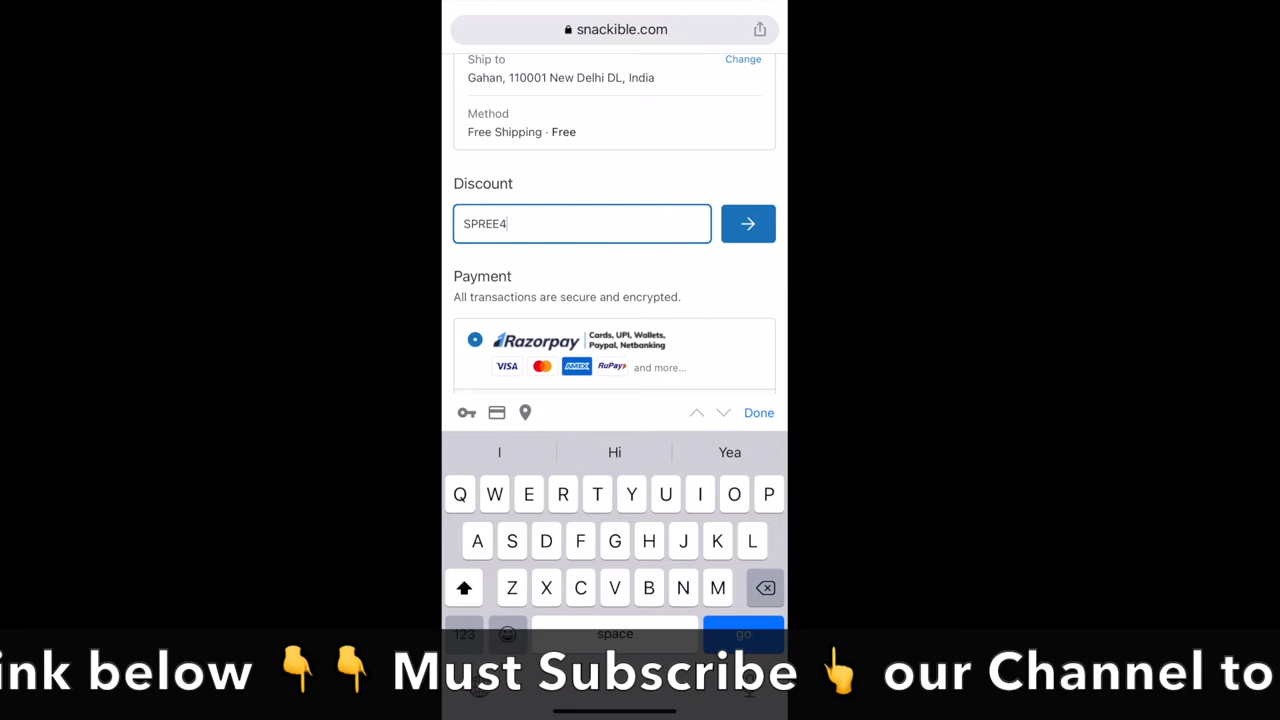 snackible.com
Ship to
Change
Gahan, 110001 New Delhi DL, India
Method
Free Shipping · Free
Discount
SPREE4
Payment
All transactions are secure and encrypted.
Razorpay
Cards, UPI, Wallets,
Paypal, Netbanking
VISA AMEX RuPay and more...
Done
I Hi Yea
Q W E R T Y U I O P
A S D F G H J K L
Z X C V B N M
123 space go
ink below 👇👇 Must Subscribe 👆 our Channel to